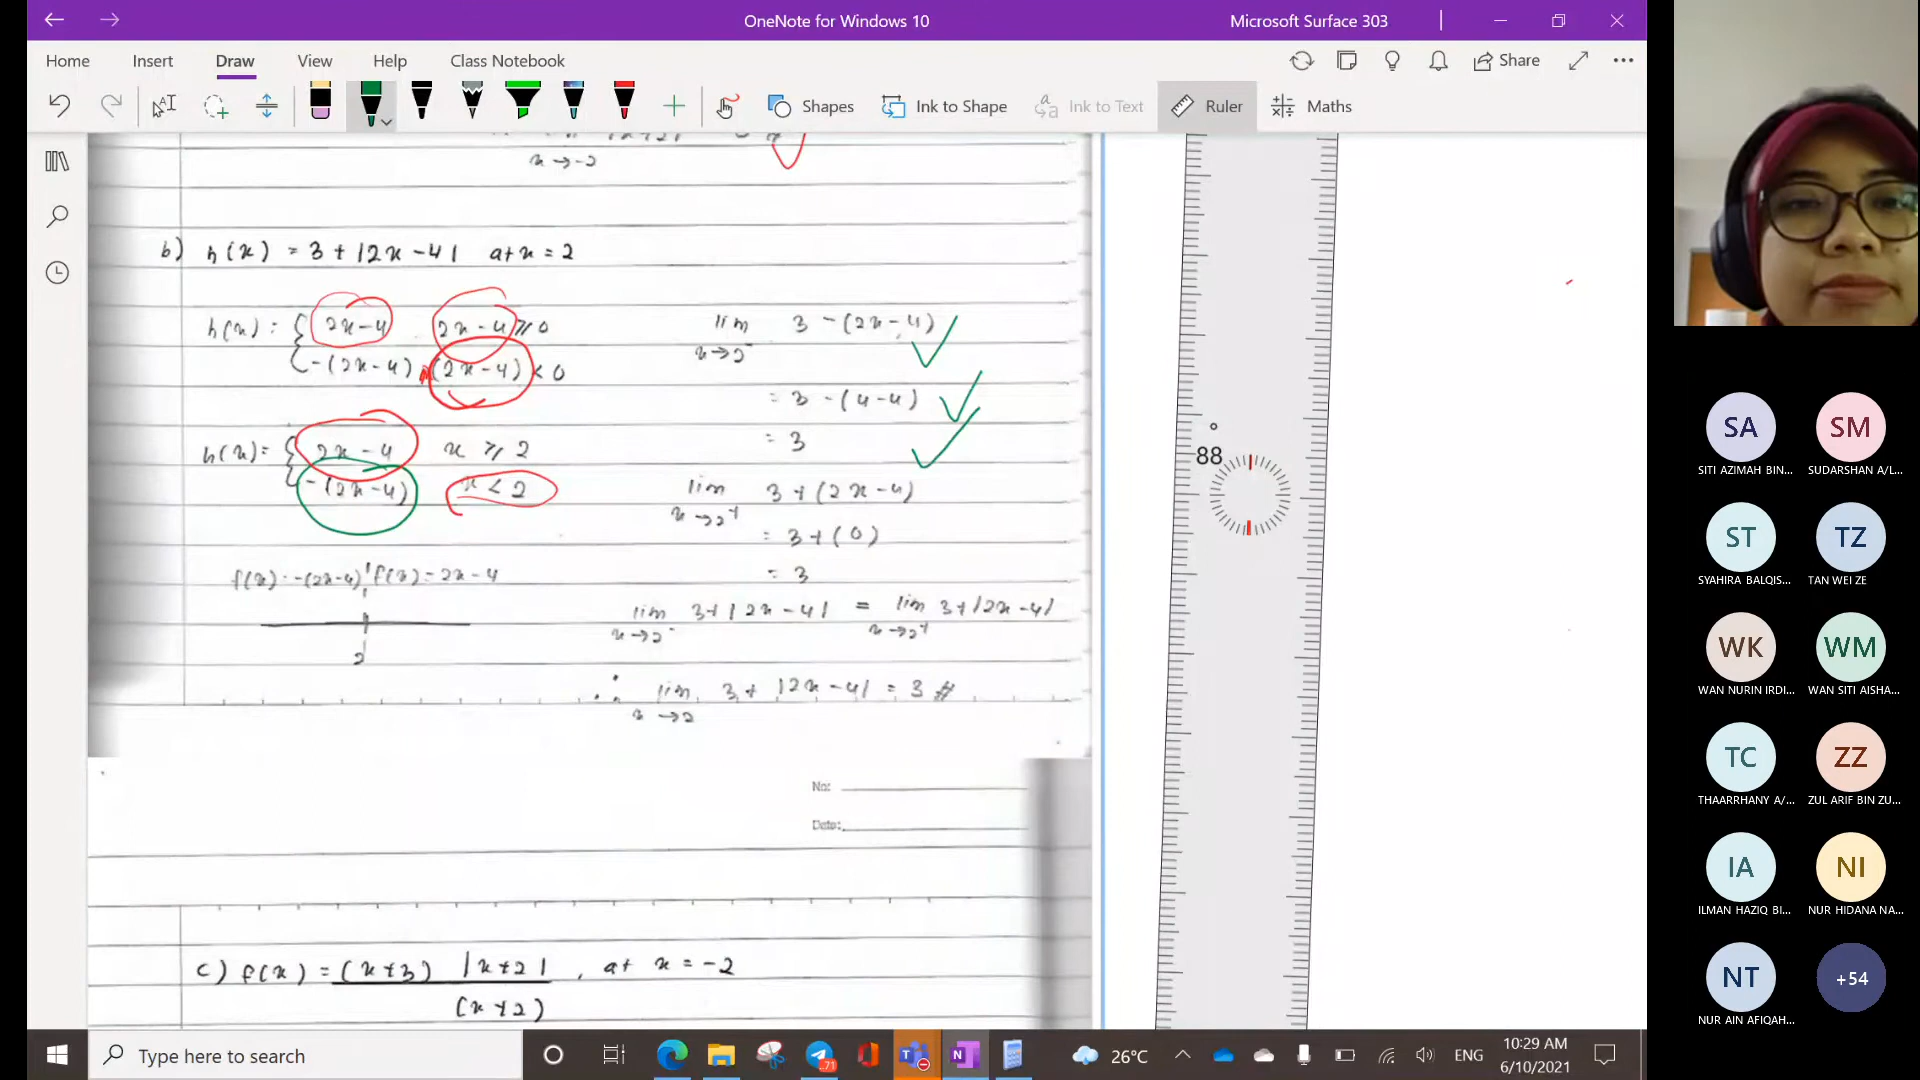 OneNote for Windows 10
Microsoft Surface 303
Home Insert Draw View Help Class Notebook
Share
Shapes Ink to Shape Ink to Text Ruler Maths
x → -2
b) h(x) = 3 + |2x - 4| at x = 2
h(x) = { 2x - 4 , 2x - 4 ≥ 0
-(2x - 4) , (2x - 4) < 0
h(x) = { 2x - 4 x ≥ 2
-(2x - 4) x < 2
f(x) = -(2x-4) f(x) = 2x - 4
2
lim 3 - (2x - 4)
x → 2⁻
= 3 - (4 - 4)
= 3
lim 3 + (2x - 4)
x → 2⁺
= 3 + (0)
= 3
lim 3 + |2x - 4| = lim 3 + |2x - 4|
x → 2⁻ x → 2⁺
∴ lim 3 + |2x - 4| = 3 #
x → 2
No:
Date:
c) f(x) = (x + 3) |x + 2| , at x = -2
(x + 2)
°
88
SA
SITI AZIMAH BIN...
SM
SUDARSHAN A/L...
ST
SYAHIRA BALQIS...
TZ
TAN WEI ZE
WK
WAN NURIN IRDI...
WM
WAN SITI AISHA...
TC
THAARRHANY A/...
ZZ
ZUL ARIF BIN ZU...
IA
ILMAN HAZIQ BI...
NI
NUR HIDANA NA...
NT
NUR AIN AFIQAH...
+54
Type here to search
71
26°C
ENG
10:29 AM
6/10/2021